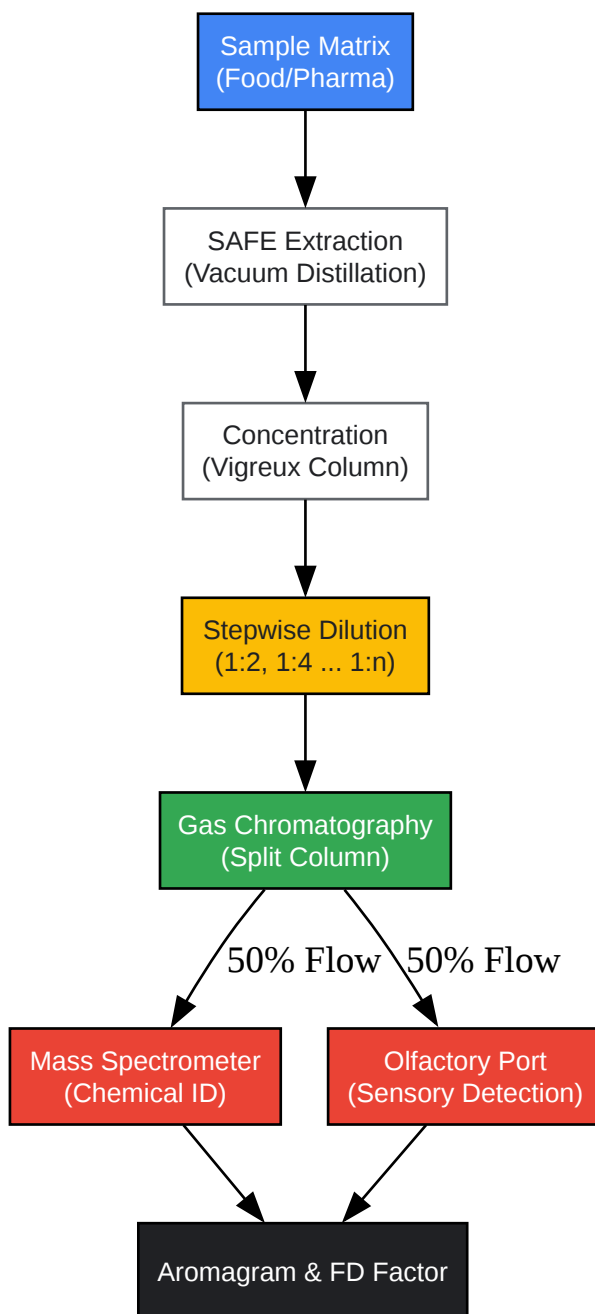 Sample Matrix
(Food/Pharma)
SAFE Extraction
(Vacuum Distillation)
Concentration
(Vigreux Column)
Stepwise Dilution
(1:2, 1:4 ... 1:n)
Gas Chromatography
(Split Column)
50% Flow
50% Flow
Mass Spectrometer
(Chemical ID)
Olfactory Port
(Sensory Detection)
Aromagram & FD Factor